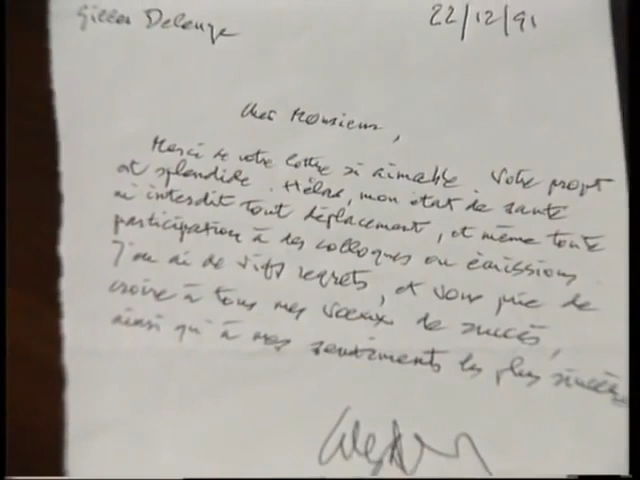 Gilles Deleuze
22/12/91
Cher Monsieur,
Merci de votre lettre si aimable. Votre projet
est splendide. Hélas, mon état de santé
m'interdit tout déplacement, et même toute
participation à des colloques ou émissions.
J'en ai de vifs regrets, et vous prie de
croire à tous mes voeux de succès,
ainsi qu'à mes sentiments les plus sincères